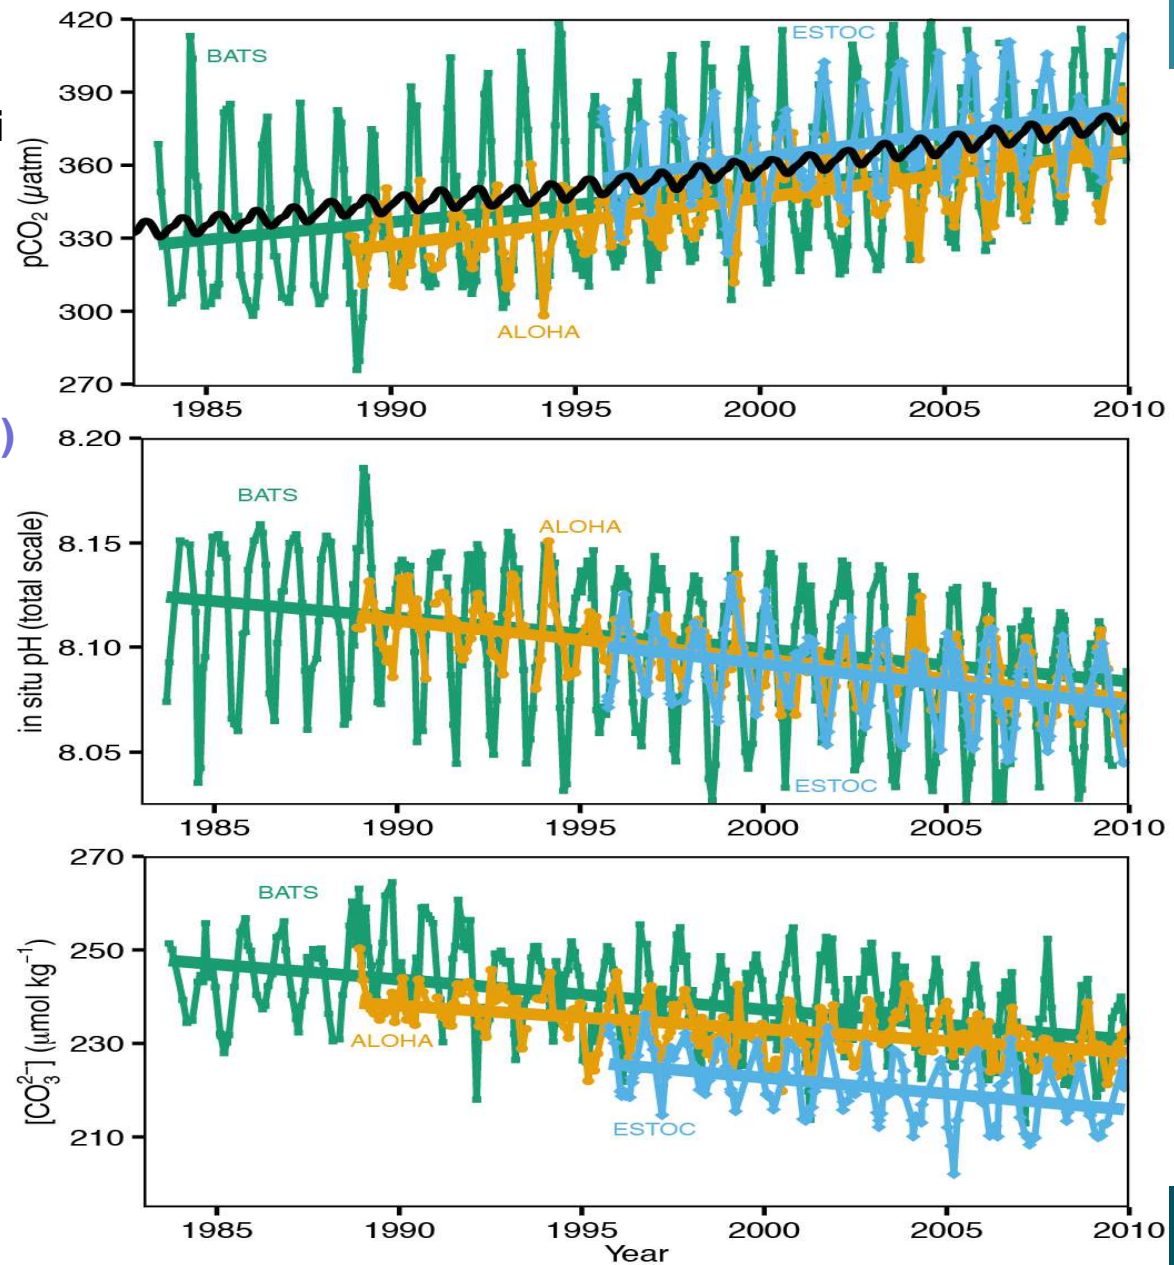 420
BATS
ESTOC
390
360
330
300
270
pCO₂ (µatm)
ALOHA
1985 1990 1995 2000 2005 2010
)
8.20
BATS
ALOHA
8.15
8.10
8.05
in situ pH (total scale)
ESTOC
1985 1990 1995 2000 2005 2010
270
BATS
250
230
210
[CO₃²⁻] (µmol kg⁻¹)
ALOHA
ESTOC
1985 1990 1995 2000 2005 2010
Year